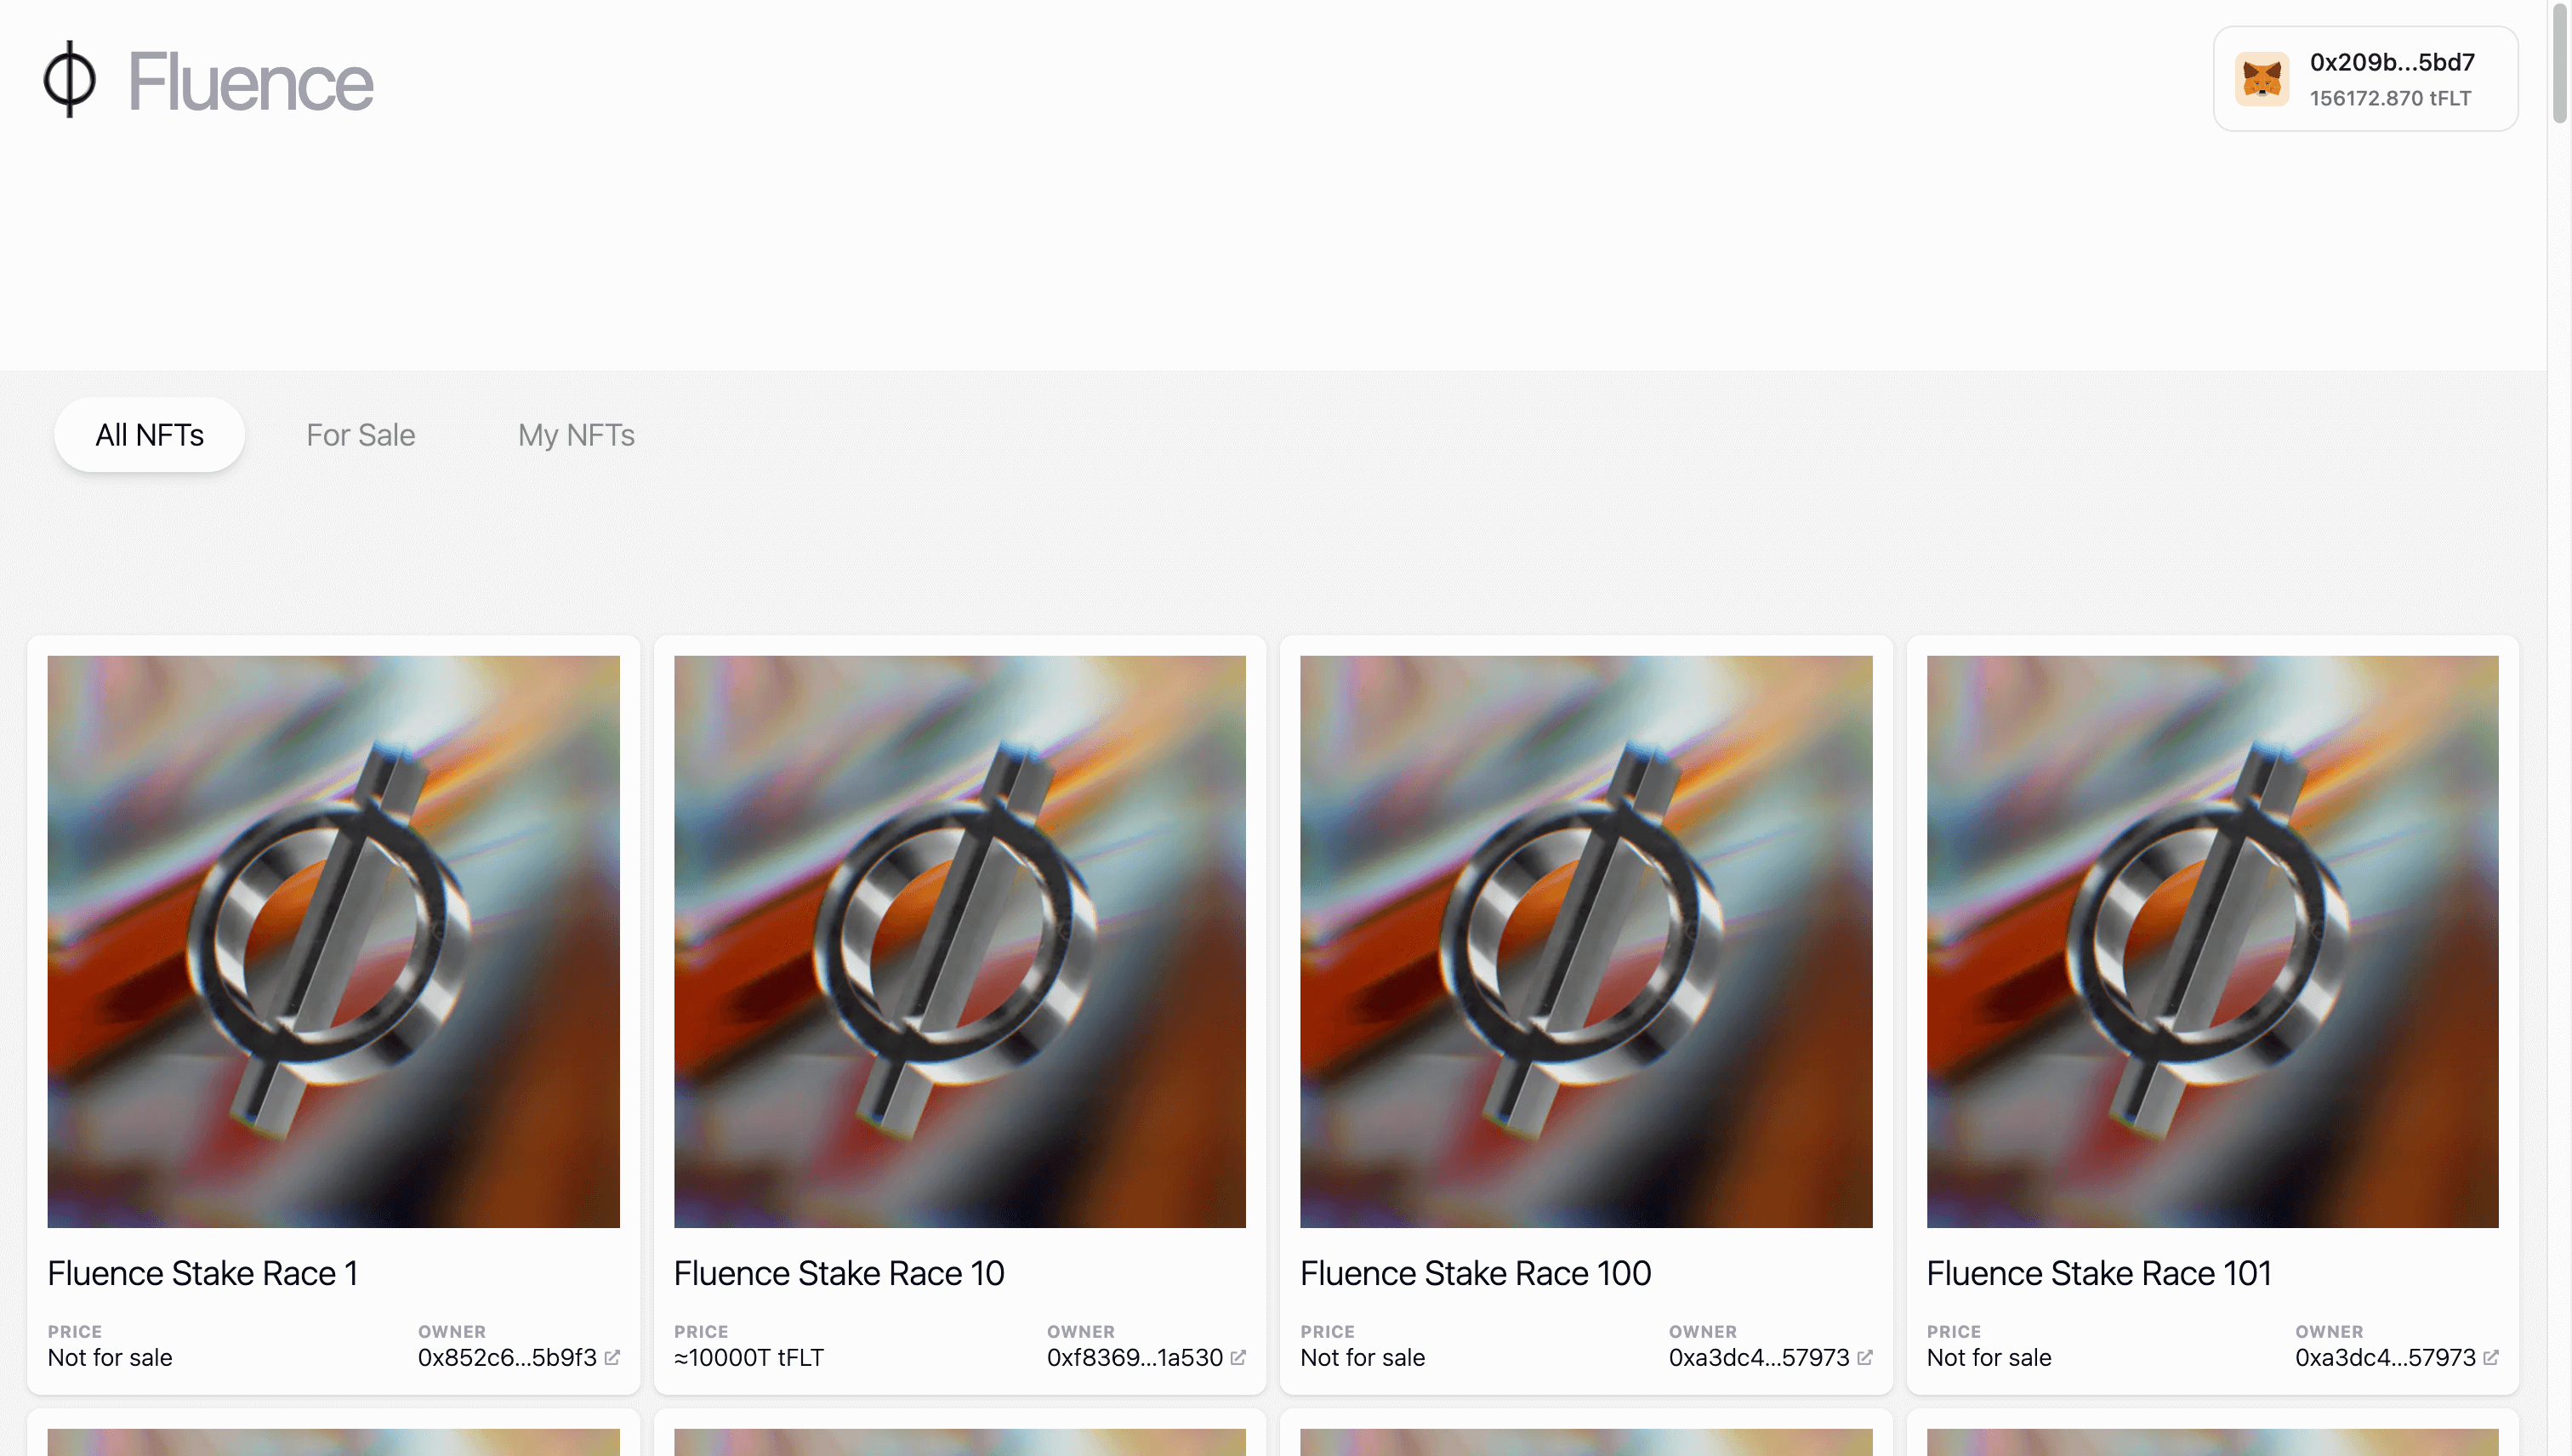 Fluence
0x209b...5bd7
156172.870 tFLT
All NFTs
For Sale
My NFTs
Fluence Stake Race 1
PRICE
OWNER
Not for sale
0x852c6...5b9f3
Fluence Stake Race 10
PRICE
OWNER
≈10000T tFLT
0xf8369...1a530
Fluence Stake Race 100
PRICE
OWNER
Not for sale
0xa3dc4...57973
Fluence Stake Race 101
PRICE
OWNER
Not for sale
0xa3dc4...57973